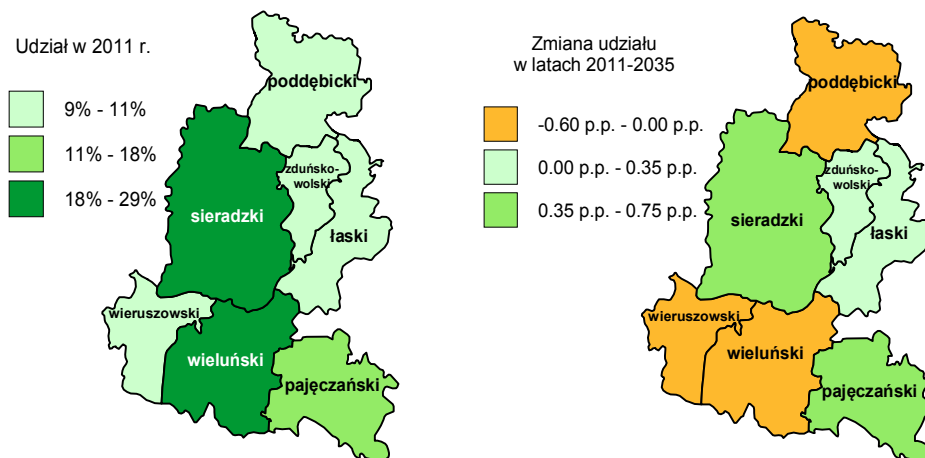 Udział w 2011 r.
9% - 11%
11% - 18%
18% - 29%
poddębicki
zduńsko-
wolski
sieradzki
łaski
wieruszowski
wieluński
pajęczański
Zmiana udziału
w latach 2011-2035
-0.60 p.p. - 0.00 p.p.
0.00 p.p. - 0.35 p.p.
0.35 p.p. - 0.75 p.p.
poddębicki
zduńsko-
wolski
sieradzki
łaski
wieruszowski
wieluński
pajęczański